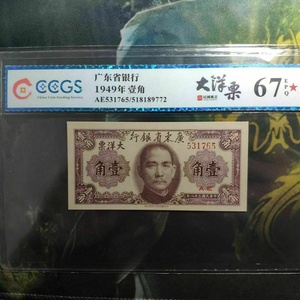 CCGS
广东省银行
1949年 壹角
AE531765/518189772
大洋票
67 EPQ ★
廣東省銀行
大洋票
531765
壹角
壹角